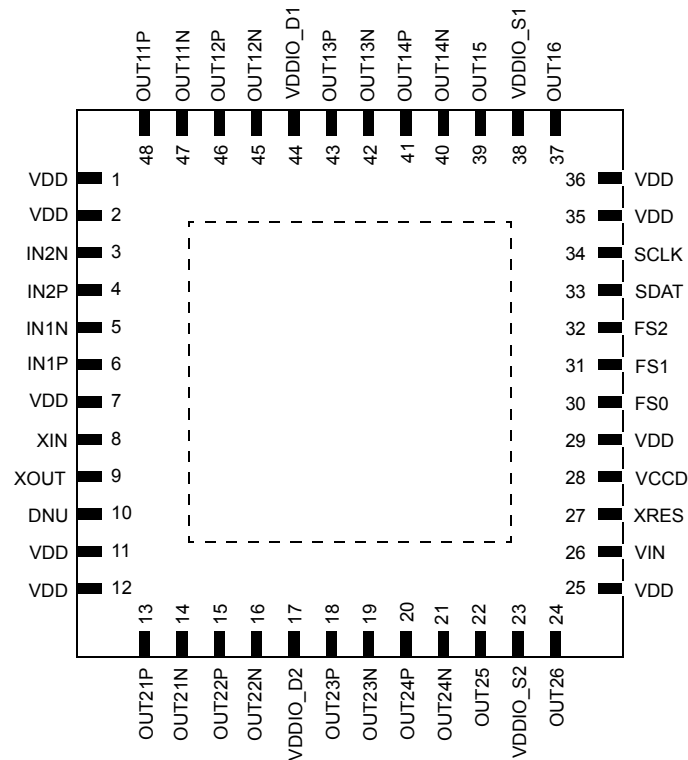 OUT11P
OUT11N
OUT12P
OUT12N
VDDIO_D1
OUT13P
OUT13N
OUT14P
OUT14N
OUT15
VDDIO_S1
OUT16
48
47
46
45
44
43
42
41
40
39
38
37
VDD 1
VDD 2
IN2N 3
IN2P 4
IN1N 5
IN1P 6
VDD 7
XIN 8
XOUT 9
DNU 10
VDD 11
VDD 12
36 VDD
35 VDD
34 SCLK
33 SDAT
32 FS2
31 FS1
30 FS0
29 VDD
28 VCCD
27 XRES
26 VIN
25 VDD
13
14
15
16
17
18
19
20
21
22
23
24
OUT21P
OUT21N
OUT22P
OUT22N
VDDIO_D2
OUT23P
OUT23N
OUT24P
OUT24N
OUT25
VDDIO_S2
OUT26